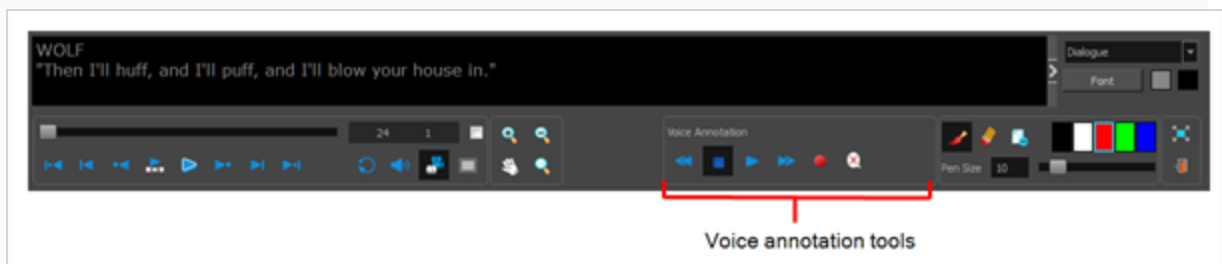 WOLF
"Then I'll huff, and I'll puff, and I'll blow your house in."
Dialogue
Font
24 1
Voice Annotation
Pen Size 10
Voice annotation tools